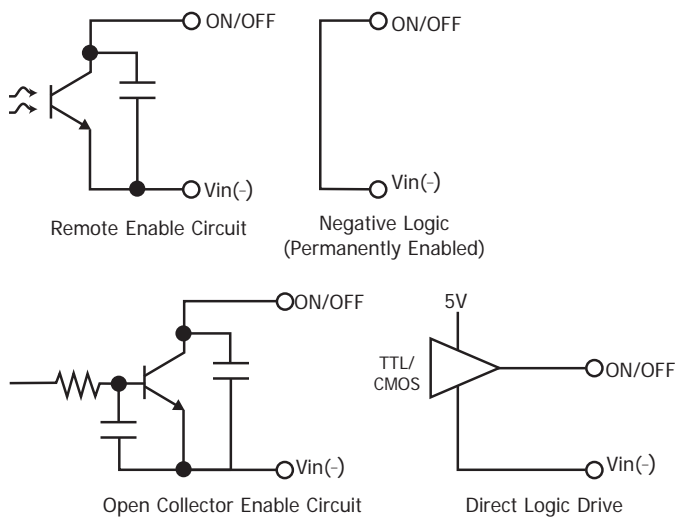 ON/OFF
Vin(-)
Remote Enable Circuit
ON/OFF
Vin(-)
Negative Logic
(Permanently Enabled)
ON/OFF
Vin(-)
Open Collector Enable Circuit
5V
TTL/
CMOS
ON/OFF
Vin(-)
Direct Logic Drive